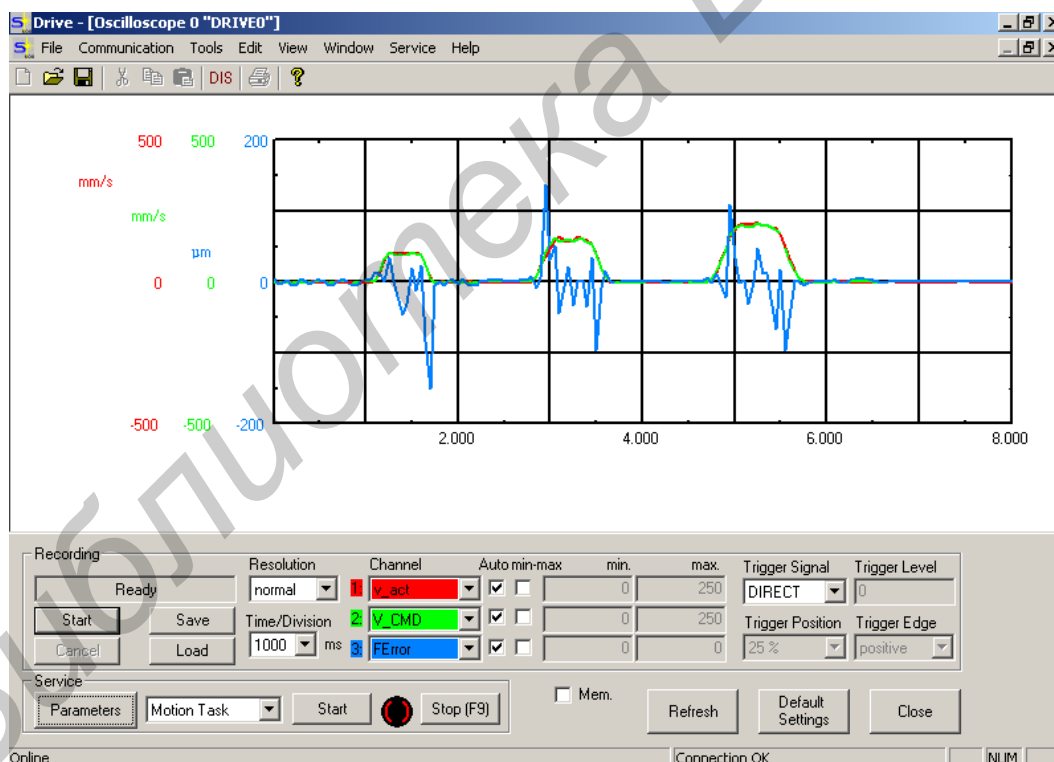 Drive - [Oscilloscope 0 "DRIVE0"]
File Communication Tools Edit View Window Service Help
DIS
500 500 200
mm/s
mm/s
µm
0 0 0
-500 -500 -200
2.000 4.000 6.000 8.000
Recording
Ready
Start Save
Cancel Load
Resolution
normal
Time/Division
1000 ms
Channel Auto min-max min. max.
1: v_act 0 250
2: V_CMD 0 250
3: FError 0 0
Trigger Signal Trigger Level
DIRECT 0
Trigger Position Trigger Edge
25 % positive
Service
Parameters Motion Task Start Stop (F9)
Mem.
Refresh Default Settings Close
Online Connection OK NUM
библиотека